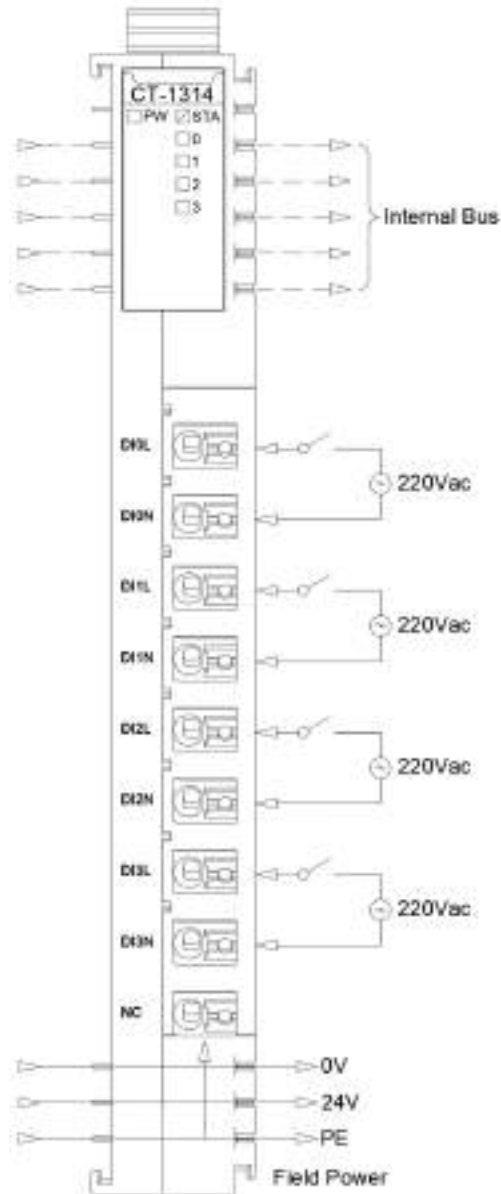 CT-1314
PW STA
0
1
2
3
Internal Bus
DI0L
220Vac
DI0N
DI1L
220Vac
DI1N
DI2L
220Vac
DI2N
DI3L
220Vac
DI3N
NC
0V
24V
PE
Field Power